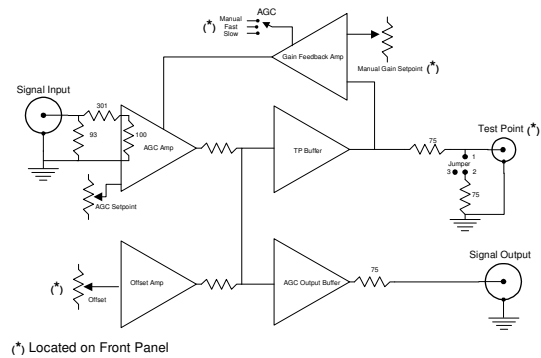 AGC
(*) Manual
Fast
Slow
Gain Feedback Amp
Manual Gain Setpoint (*)
Signal Input
301
93
100
AGC Amp
AGC Setpoint
TP Buffer
75
Test Point (*)
1
Jumper
3 2
75
(*)
Offset
Offset Amp
AGC Output Buffer
75
Signal Output
(*) Located on Front Panel